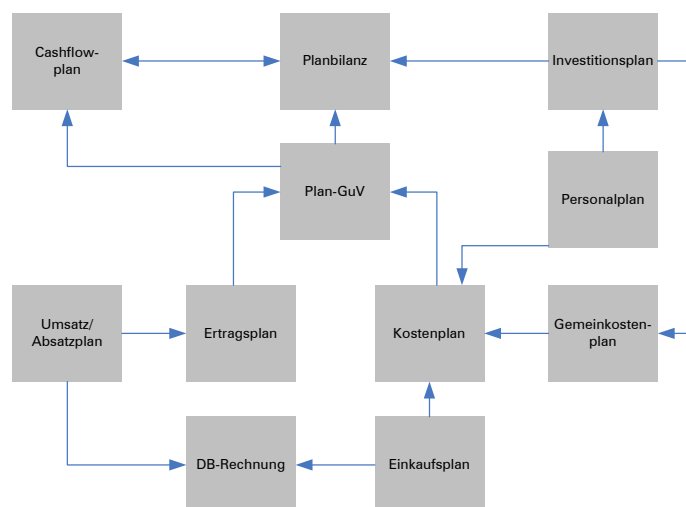 Cashflow-
plan
Planbilanz
Investitionsplan
Plan-GuV
Personalplan
Umsatz/
Absatzplan
Ertragsplan
Kostenplan
Gemeinkosten-
plan
DB-Rechnung
Einkaufsplan